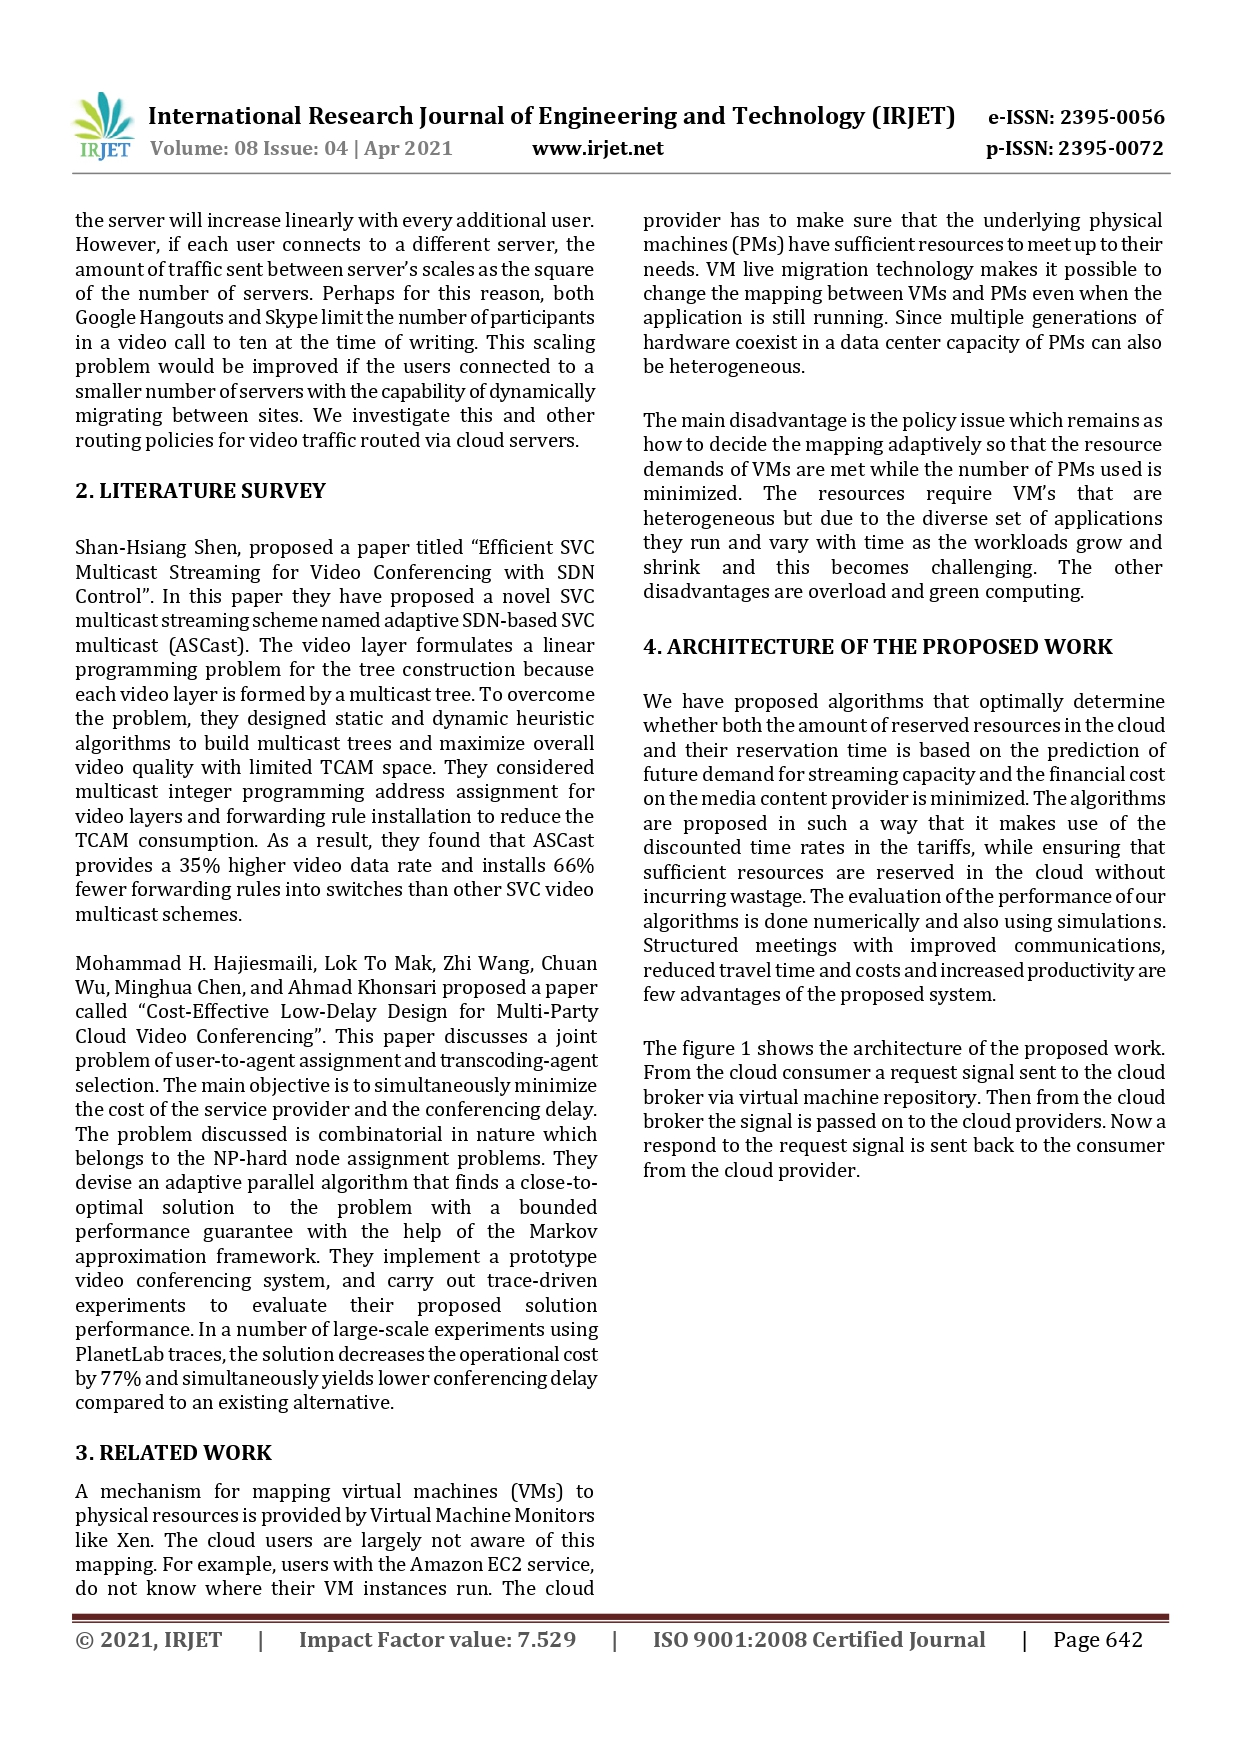 International Research Journal of Engineering and Technology (IRJET) e-ISSN: 2395-0056
IRJET Volume: 08 Issue: 04 | Apr 2021 www.irjet.net p-ISSN: 2395-0072
the server will increase linearly with every additional user.
However, if each user connects to a different server, the
amount of traffic sent between server’s scales as the square
of the number of servers. Perhaps for this reason, both
Google Hangouts and Skype limit the number of participants
in a video call to ten at the time of writing. This scaling
problem would be improved if the users connected to a
smaller number of servers with the capability of dynamically
migrating between sites. We investigate this and other
routing policies for video traffic routed via cloud servers.
2. LITERATURE SURVEY
Shan-Hsiang Shen, proposed a paper titled “Efficient SVC
Multicast Streaming for Video Conferencing with SDN
Control”. In this paper they have proposed a novel SVC
multicast streaming scheme named adaptive SDN-based SVC
multicast (ASCast). The video layer formulates a linear
programming problem for the tree construction because
each video layer is formed by a multicast tree. To overcome
the problem, they designed static and dynamic heuristic
algorithms to build multicast trees and maximize overall
video quality with limited TCAM space. They considered
multicast integer programming address assignment for
video layers and forwarding rule installation to reduce the
TCAM consumption. As a result, they found that ASCast
provides a 35% higher video data rate and installs 66%
fewer forwarding rules into switches than other SVC video
multicast schemes.
Mohammad H. Hajiesmaili, Lok To Mak, Zhi Wang, Chuan
Wu, Minghua Chen, and Ahmad Khonsari proposed a paper
called “Cost-Effective Low-Delay Design for Multi-Party
Cloud Video Conferencing”. This paper discusses a joint
problem of user-to-agent assignment and transcoding-agent
selection. The main objective is to simultaneously minimize
the cost of the service provider and the conferencing delay.
The problem discussed is combinatorial in nature which
belongs to the NP-hard node assignment problems. They
devise an adaptive parallel algorithm that finds a close-to-
optimal solution to the problem with a bounded
performance guarantee with the help of the Markov
approximation framework. They implement a prototype
video conferencing system, and carry out trace-driven
experiments to evaluate their proposed solution
performance. In a number of large-scale experiments using
PlanetLab traces, the solution decreases the operational cost
by 77% and simultaneously yields lower conferencing delay
compared to an existing alternative.
3. RELATED WORK
A mechanism for mapping virtual machines (VMs) to
physical resources is provided by Virtual Machine Monitors
like Xen. The cloud users are largely not aware of this
mapping. For example, users with the Amazon EC2 service,
do not know where their VM instances run. The cloud
provider has to make sure that the underlying physical
machines (PMs) have sufficient resources to meet up to their
needs. VM live migration technology makes it possible to
change the mapping between VMs and PMs even when the
application is still running. Since multiple generations of
hardware coexist in a data center capacity of PMs can also
be heterogeneous.
The main disadvantage is the policy issue which remains as
how to decide the mapping adaptively so that the resource
demands of VMs are met while the number of PMs used is
minimized. The resources require VM’s that are
heterogeneous but due to the diverse set of applications
they run and vary with time as the workloads grow and
shrink and this becomes challenging. The other
disadvantages are overload and green computing.
4. ARCHITECTURE OF THE PROPOSED WORK
We have proposed algorithms that optimally determine
whether both the amount of reserved resources in the cloud
and their reservation time is based on the prediction of
future demand for streaming capacity and the financial cost
on the media content provider is minimized. The algorithms
are proposed in such a way that it makes use of the
discounted time rates in the tariffs, while ensuring that
sufficient resources are reserved in the cloud without
incurring wastage. The evaluation of the performance of our
algorithms is done numerically and also using simulations.
Structured meetings with improved communications,
reduced travel time and costs and increased productivity are
few advantages of the proposed system.
The figure 1 shows the architecture of the proposed work.
From the cloud consumer a request signal sent to the cloud
broker via virtual machine repository. Then from the cloud
broker the signal is passed on to the cloud providers. Now a
respond to the request signal is sent back to the consumer
from the cloud provider.
© 2021, IRJET | Impact Factor value: 7.529 | ISO 9001:2008 Certified Journal | Page 642